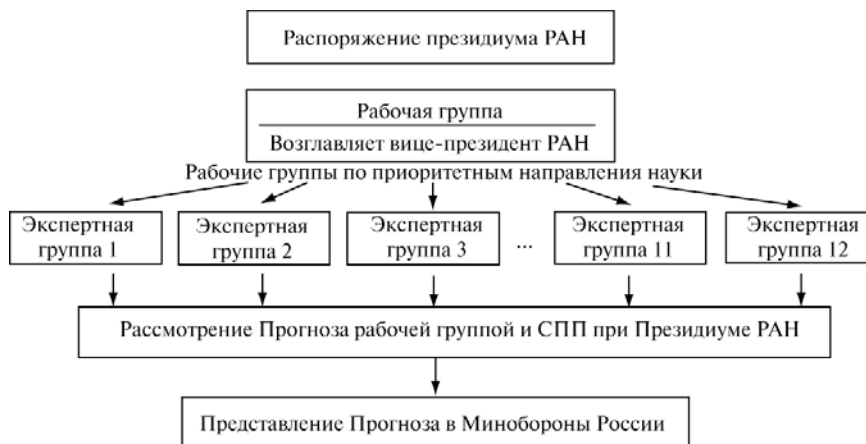 Распоряжение президиума РАН
Рабочая группа
Возглавляет вице-президент РАН
Рабочие группы по приоритетным направления науки
Экспертная
группа 1
Экспертная
группа 2
Экспертная
группа 3
...
Экспертная
группа 11
Экспертная
группа 12
Рассмотрение Прогноза рабочей группой и СПП при Президиуме РАН
Представление Прогноза в Минобороны России